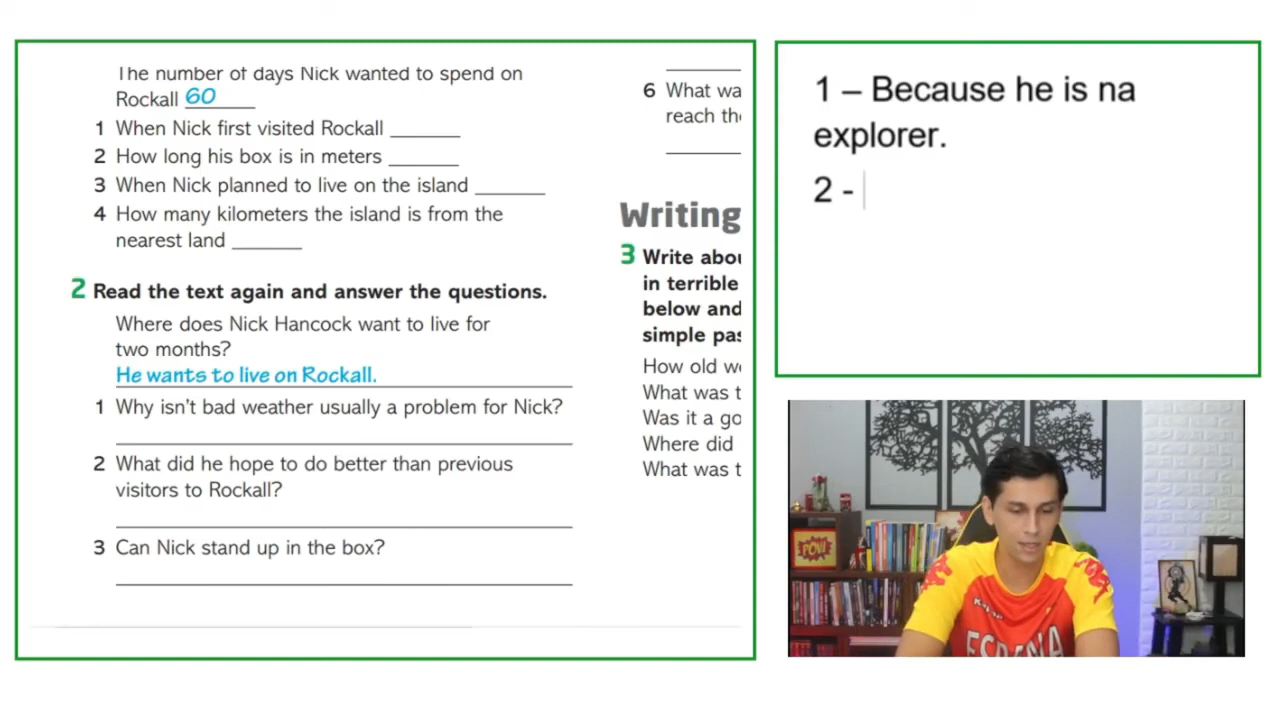 The number of days Nick wanted to spend on
Rockall 60
1 When Nick first visited Rockall
2 How long his box is in meters
3 When Nick planned to live on the island
4 How many kilometers the island is from the
nearest land
2 Read the text again and answer the questions.
Where does Nick Hancock want to live for
two months?
He wants to live on Rockall.
1 Why isn't bad weather usually a problem for Nick?
2 What did he hope to do better than previous
visitors to Rockall?
3 Can Nick stand up in the box?
6 What wa
reach the
Writing
3 Write abou
in terrible
below and
simple pas
How old we
What was t
Was it a go
Where did
What was t
1 – Because he is na
explorer.
2 -
POW!
ESPAÑA